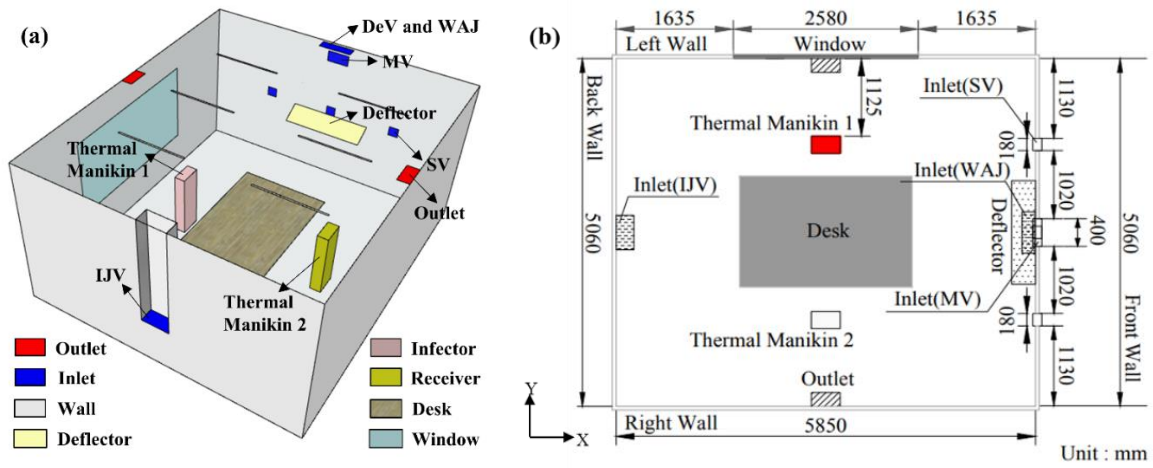 (a)
DeV and WAJ
MV
Deflector
Thermal
Manikin 1
SV
Outlet
IJV
Thermal
Manikin 2
Outlet
Inlet
Wall
Deflector
Infector
Receiver
Desk
Window
(b)
1635
2580
1635
Left Wall
Window
Back Wall
1125
Inlet(SV)
1130
Thermal Manikin 1
180
Inlet(IJV)
Inlet(WAJ)
1020
5060
Desk
Deflector
400
5060
Inlet(MV)
1020
Front Wall
Thermal Manikin 2
180
Outlet
1130
Y
X
Right Wall
5850
Unit : mm